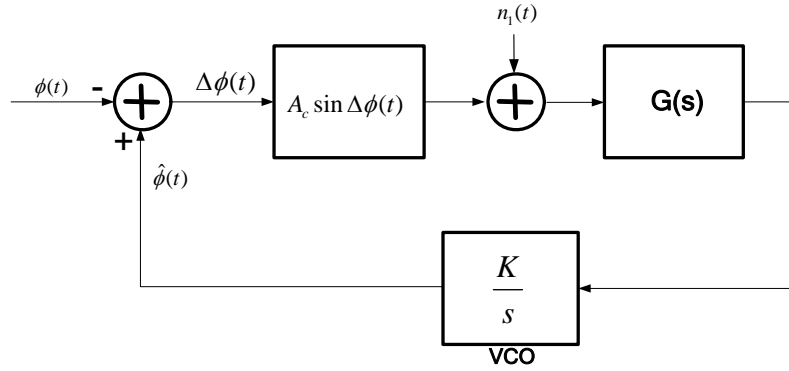 n₁(t)
ϕ(t)
-
+
Δϕ(t)
A_c sin Δϕ(t)
+
G(s)
+
ϕ̂(t)
K
s
VCO